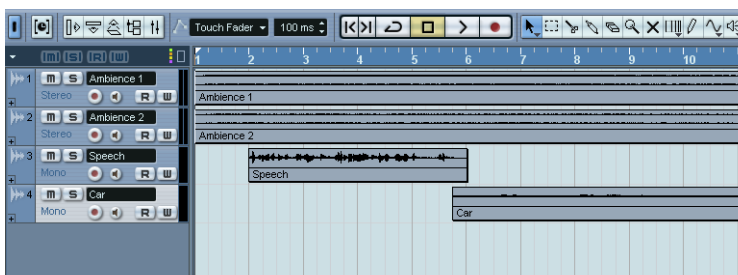 Touch Fader 100 ms
m S R W
1 2 3 4 5 6 7 8 9 10
1 m S Ambience 1
Stereo R W
Ambience 1
2 m S Ambience 2
Stereo R W
Ambience 2
3 m S Speech
Mono R W
Speech
4 m S Car
Mono R W
Car